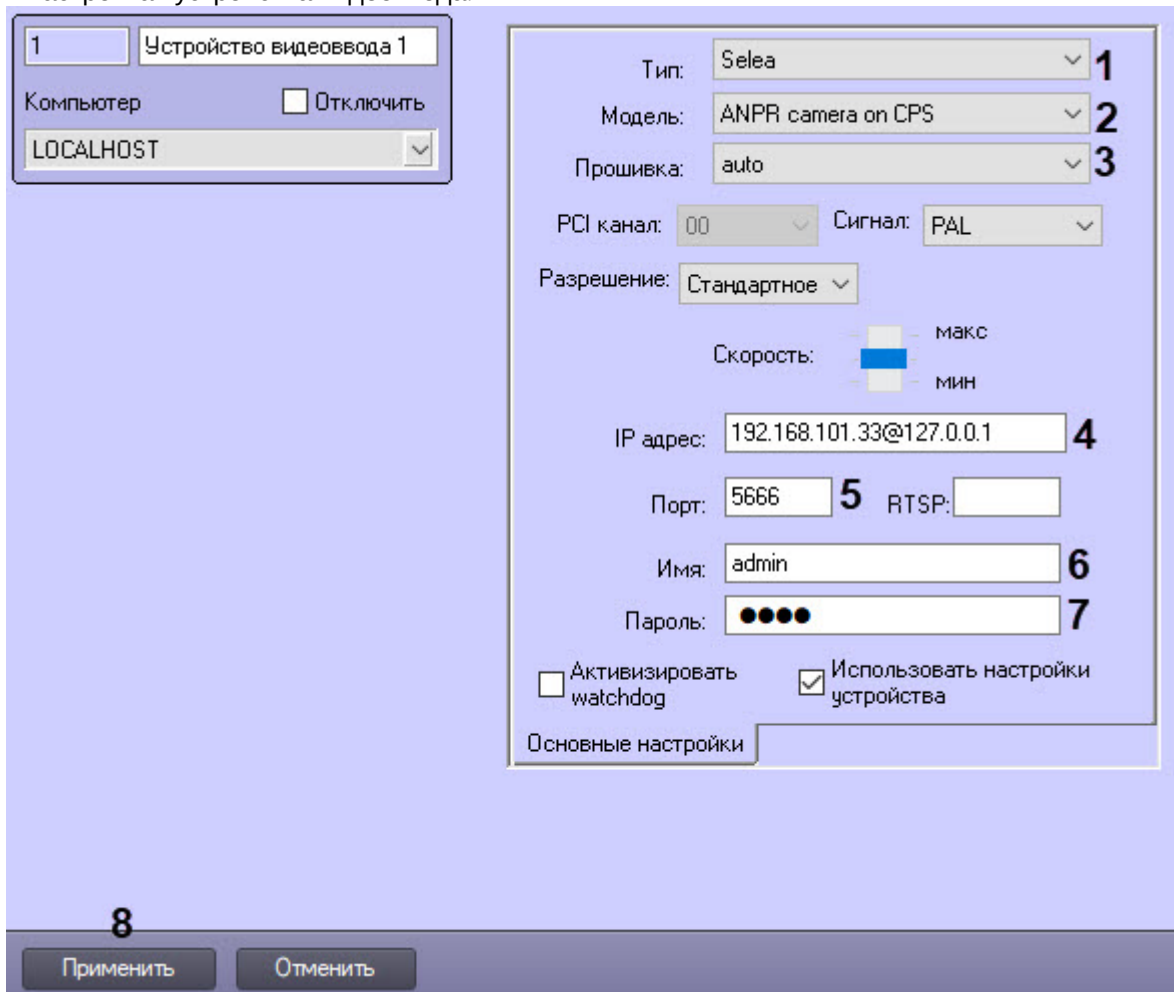 1 Устройство видеоввода 1
Компьютер Отключить
LOCALHOST
Тип: Selea 1
Модель: ANPR camera on CPS 2
Прошивка: auto 3
PCI канал: 00 Сигнал: PAL
Разрешение: Стандартное
макс
Скорость:
мин
IP адрес: 192.168.101.33@127.0.0.1 4
Порт: 5666 5 RTSP:
Имя: admin 6
Пароль: ●●●● 7
Активизировать watchdog Использовать настройки устройства
Основные настройки
8
Применить Отменить